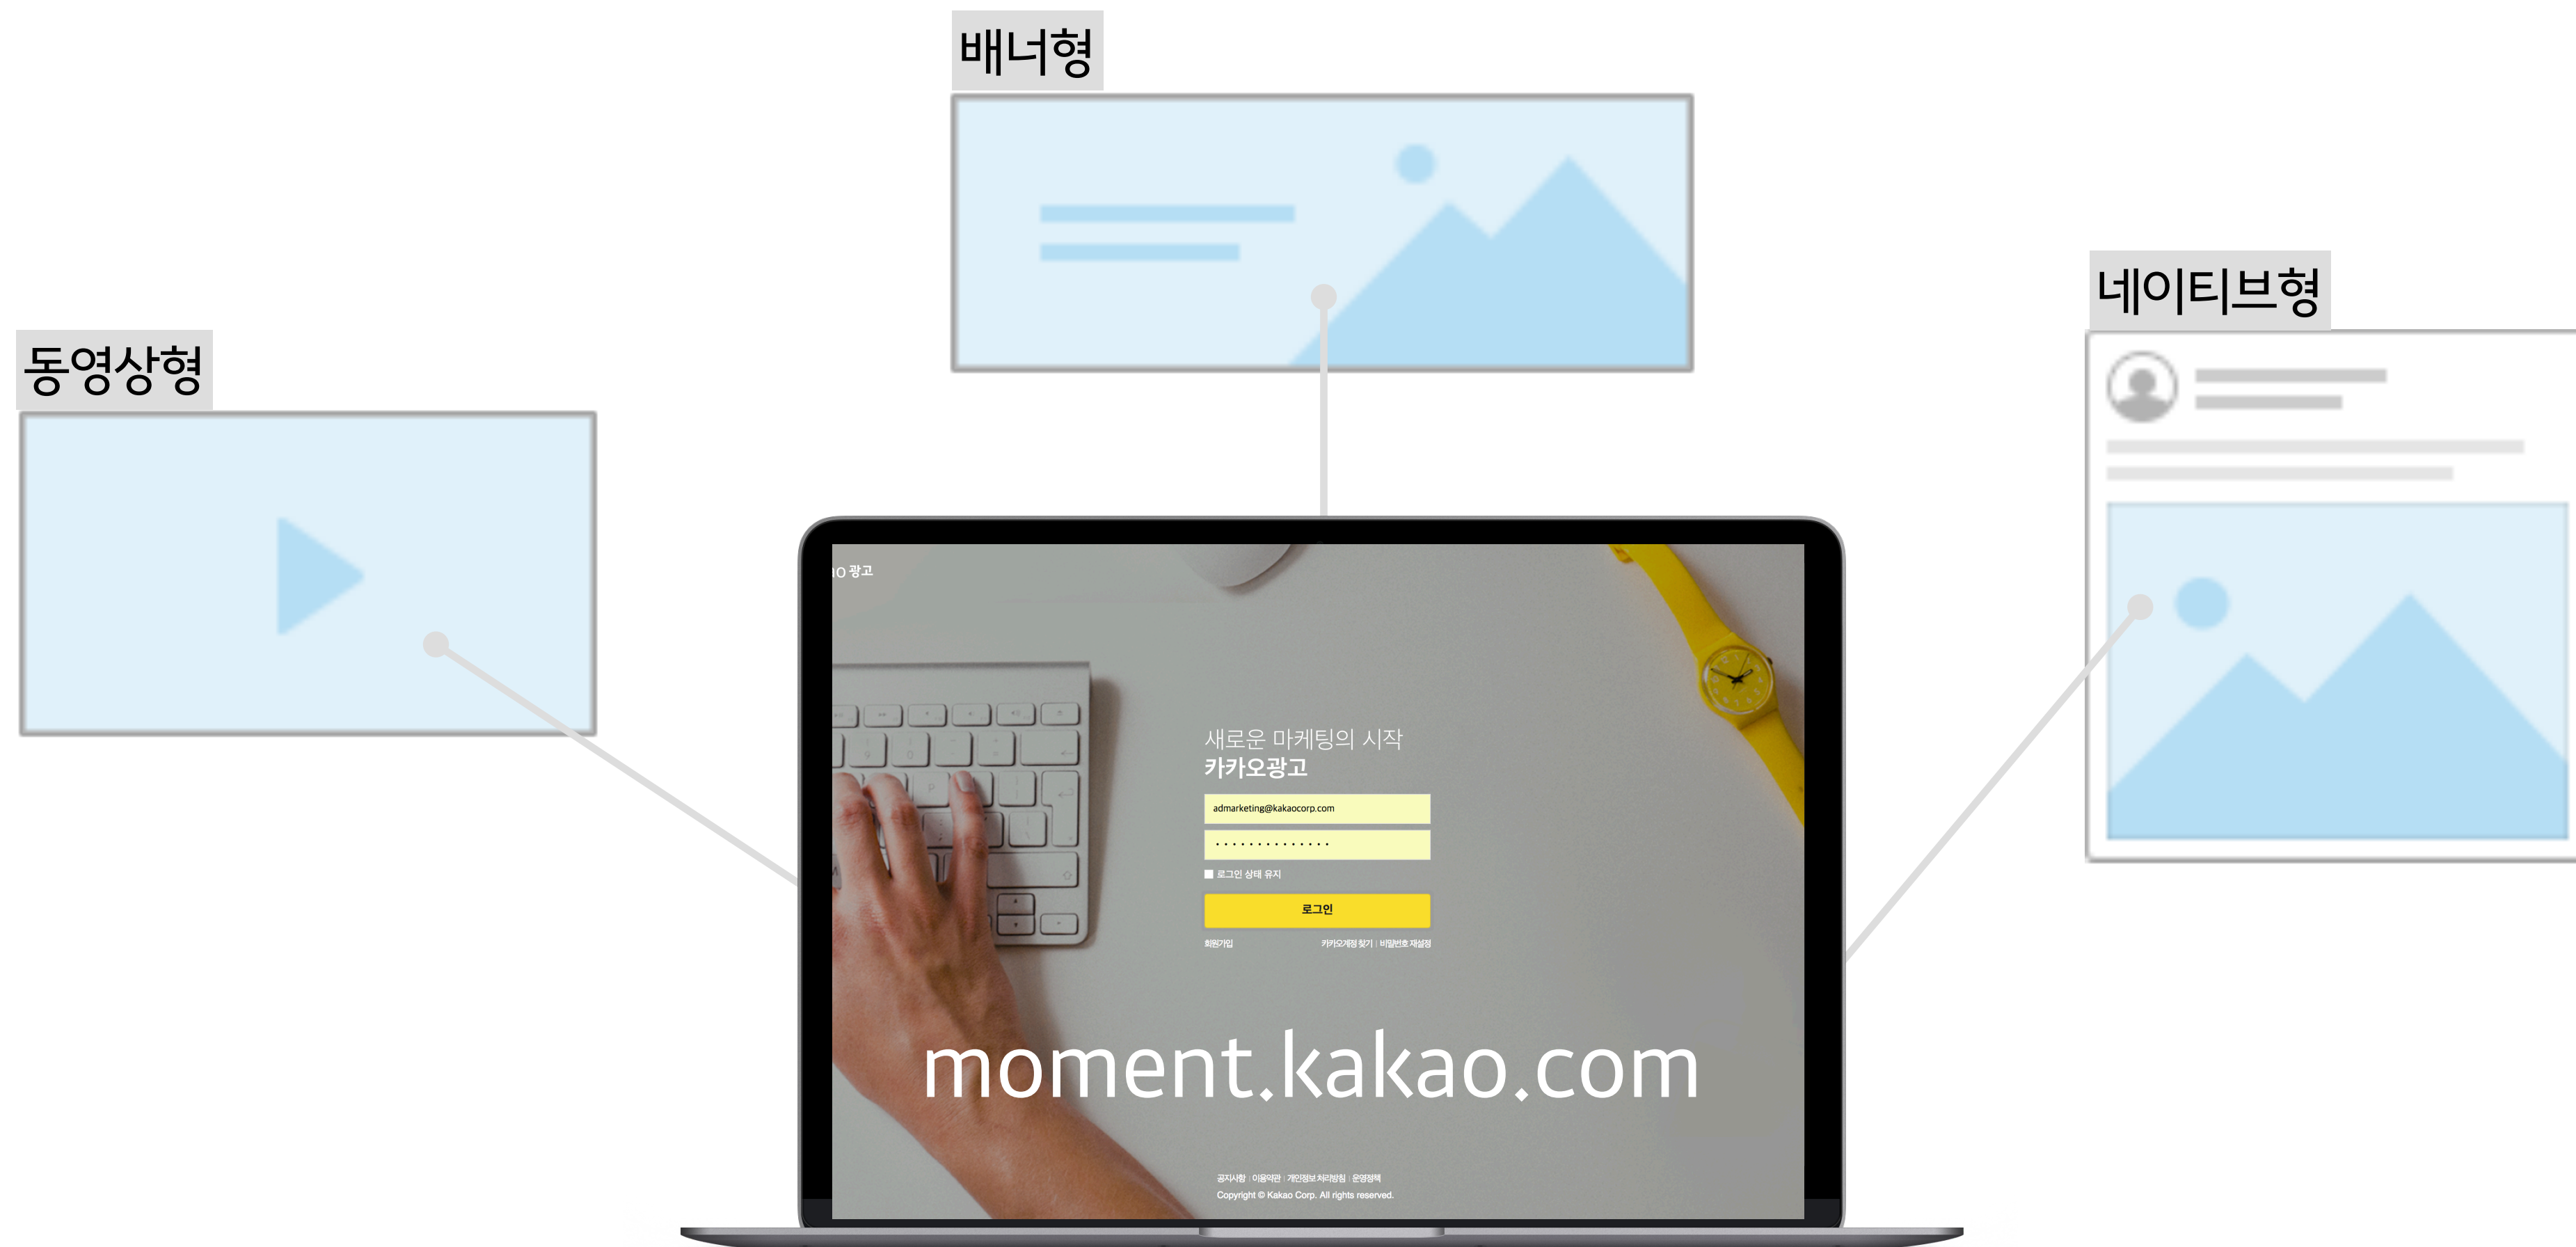 배너형
네이티브형
동영상형
광고
새로운 마케팅의 시작
카카오광고
admarketing@kakaocorp.com
로그인 상태 유지
로그인
회원가입 카카오계정 찾기 | 비밀번호 재설정
moment.kakao.com
공지사항 | 이용약관 | 개인정보 처리방침 | 운영정책
Copyright © Kakao Corp. All rights reserved.